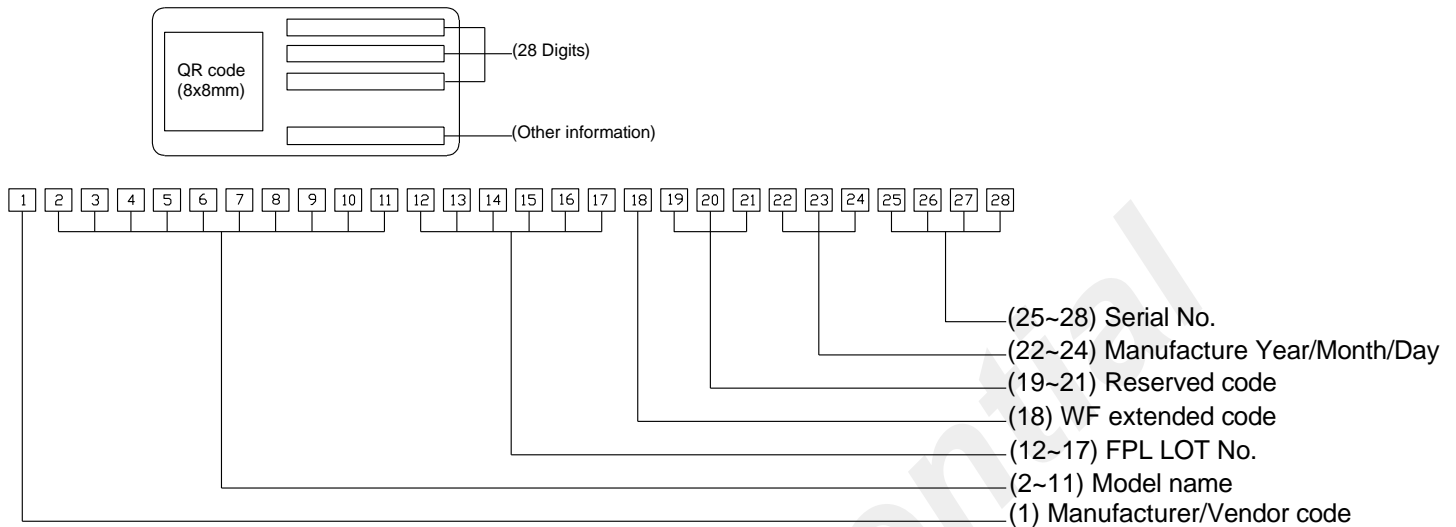 QR code
(8x8mm)
(28 Digits)
(Other information)
1 2 3 4 5 6 7 8 9 10 11 12 13 14 15 16 17 18 19 20 21 22 23 24 25 26 27 28
(25~28) Serial No.
(22~24) Manufacture Year/Month/Day
(19~21) Reserved code
(18) WF extended code
(12~17) FPL LOT No.
(2~11) Model name
(1) Manufacturer/Vendor code
ential